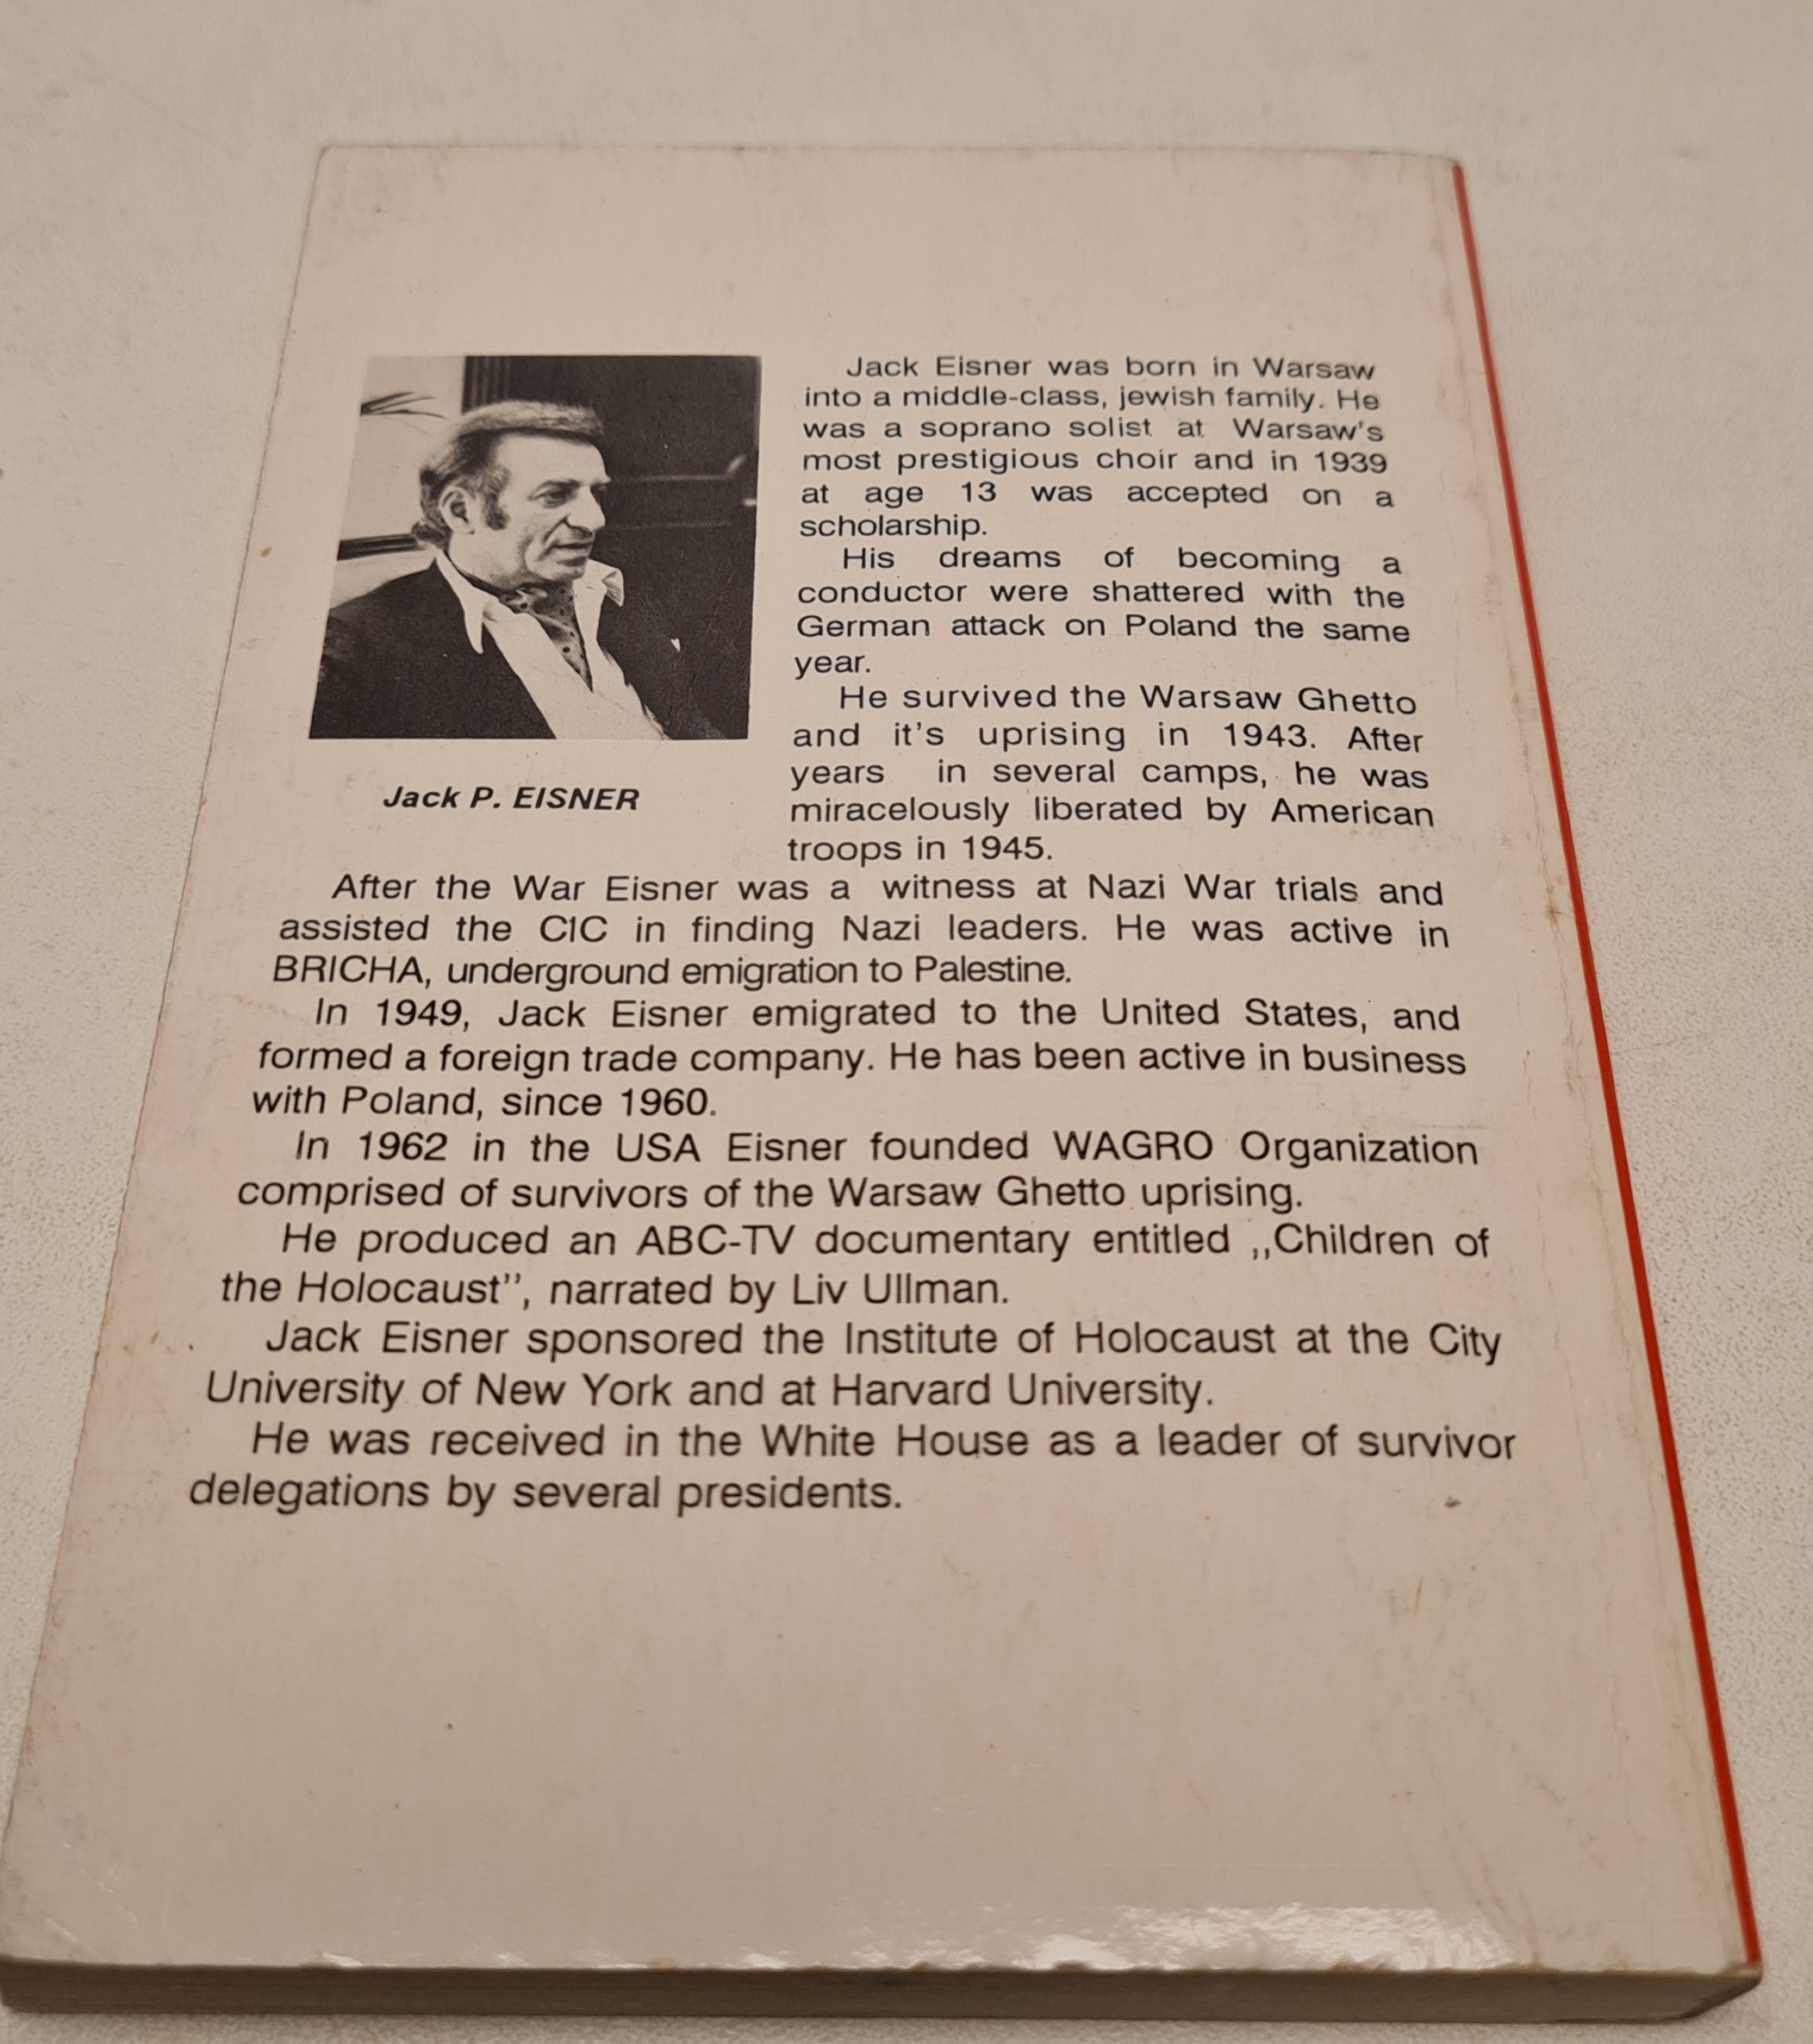 Jack Eisner was born in Warsaw
into a middle-class, jewish family. He
was a soprano solist at Warsaw's
most prestigious choir and in 1939
at age 13 was accepted on a
scholarship.
His dreams of becoming a
conductor were shattered with the
German attack on Poland the same
year.
He survived the Warsaw Ghetto
and it's uprising in 1943. After
years in several camps, he was
miracelously liberated by American
troops in 1945.
Jack P. EISNER
After the War Eisner was a witness at Nazi War trials and
assisted the CIC in finding Nazi leaders. He was active in
BRICHA, underground emigration to Palestine.
In 1949, Jack Eisner emigrated to the United States, and
formed a foreign trade company. He has been active in business
with Poland, since 1960.
In 1962 in the USA Eisner founded WAGRO Organization
comprised of survivors of the Warsaw Ghetto uprising.
He produced an ABC-TV documentary entitled ,,Children of
the Holocaust'', narrated by Liv Ullman.
Jack Eisner sponsored the Institute of Holocaust at the City
University of New York and at Harvard University.
He was received in the White House as a leader of survivor
delegations by several presidents.